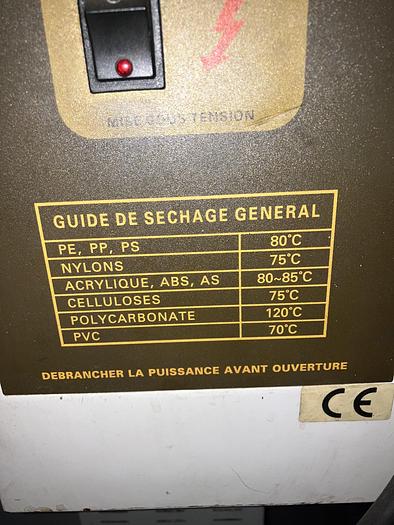 MISE SOUS TENSION
GUIDE DE SECHAGE GENERAL
PE, PP, PS 80°C
NYLONS 75°C
ACRYLIQUE, ABS, AS 80~85°C
CELLULOSES 75°C
POLYCARBONATE 120°C
PVC 70°C
DEBRANCHER LA PUISSANCE AVANT OUVERTURE
CE